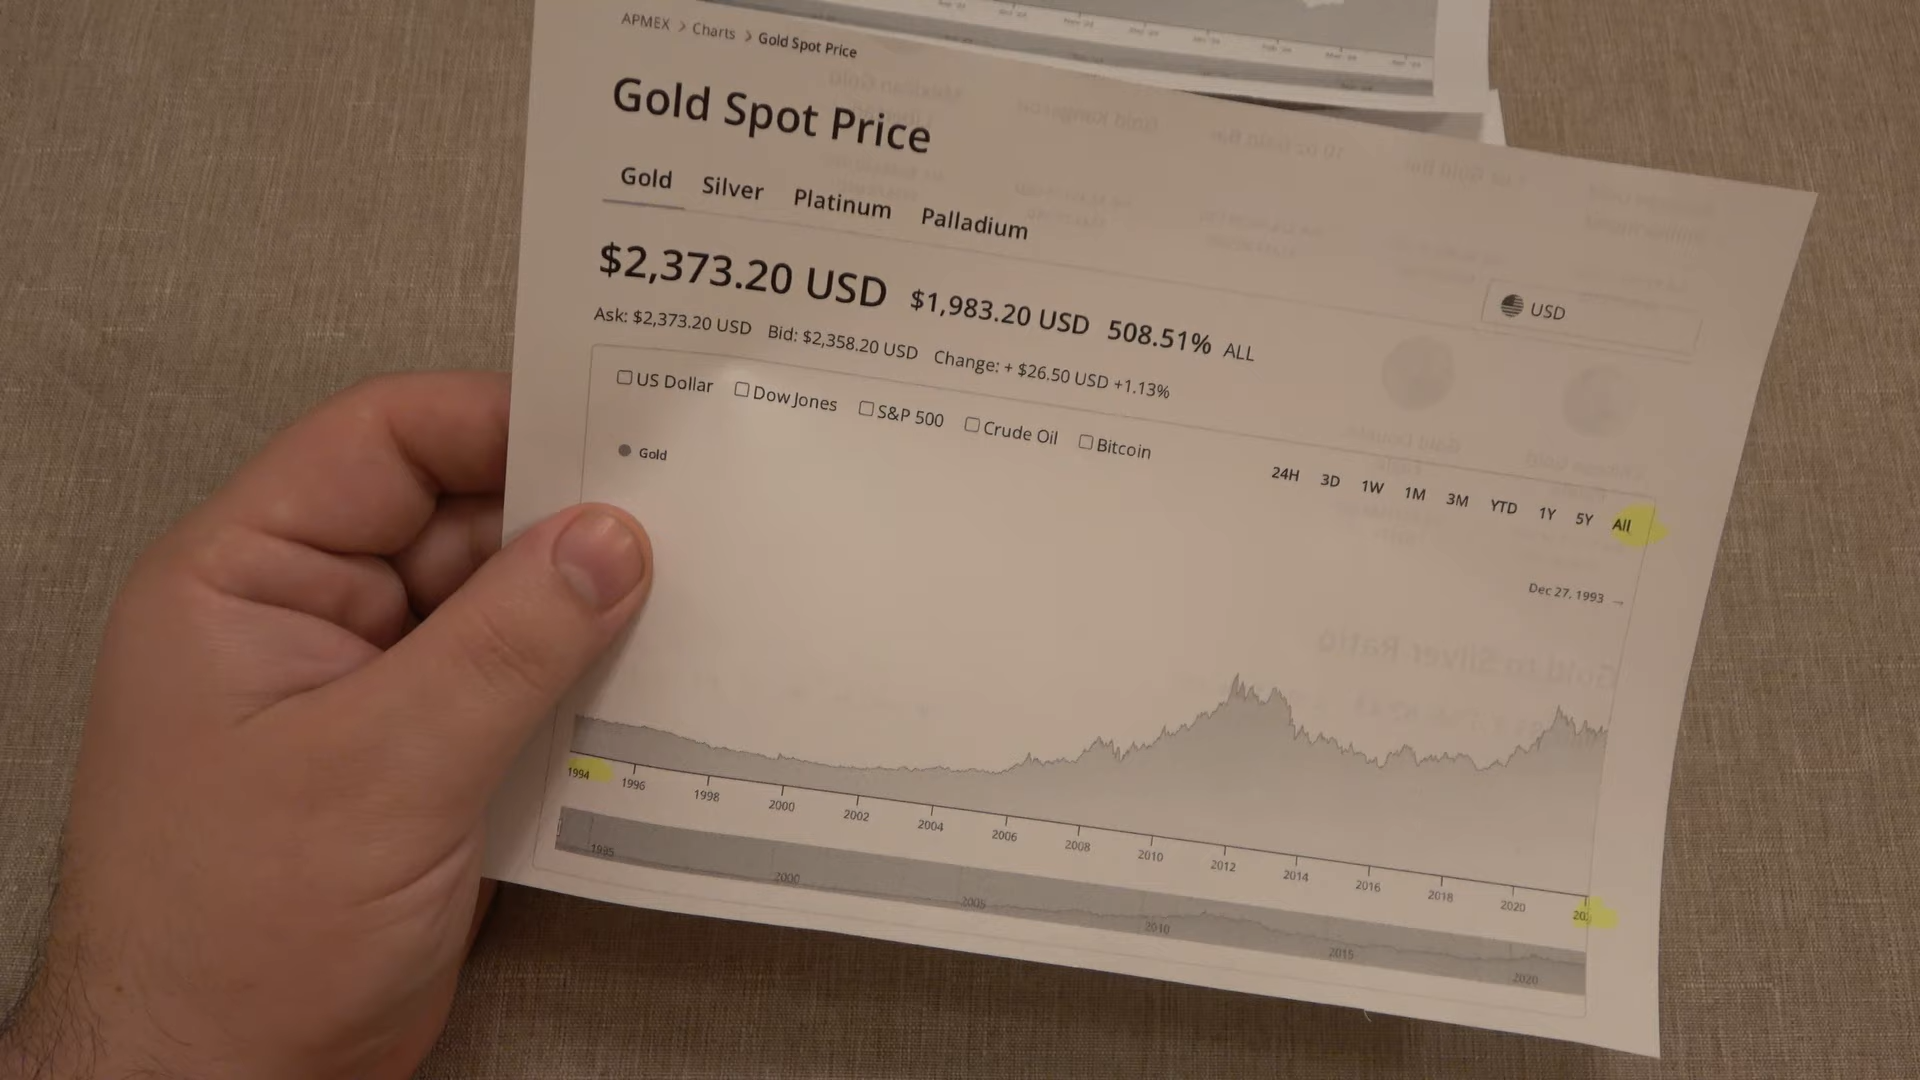 APMEX > Charts > Gold Spot Price
Gold Spot Price
Gold Silver Platinum Palladium
$2,373.20 USD $1,983.20 USD 508.51% ALL
USD
Ask: $2,373.20 USD Bid: $2,358.20 USD Change: + $26.50 USD +1.13%
US Dollar Dow Jones S&P 500 Crude Oil Bitcoin
24H 3D 1W 1M 3M YTD 1Y 5Y All
Gold
Dec 27, 1993 →
1994 1996 1998 2000 2002 2004 2006 2008 2010 2012 2014 2016 2018 2020
1995 2000 2005 2010 2015 2020